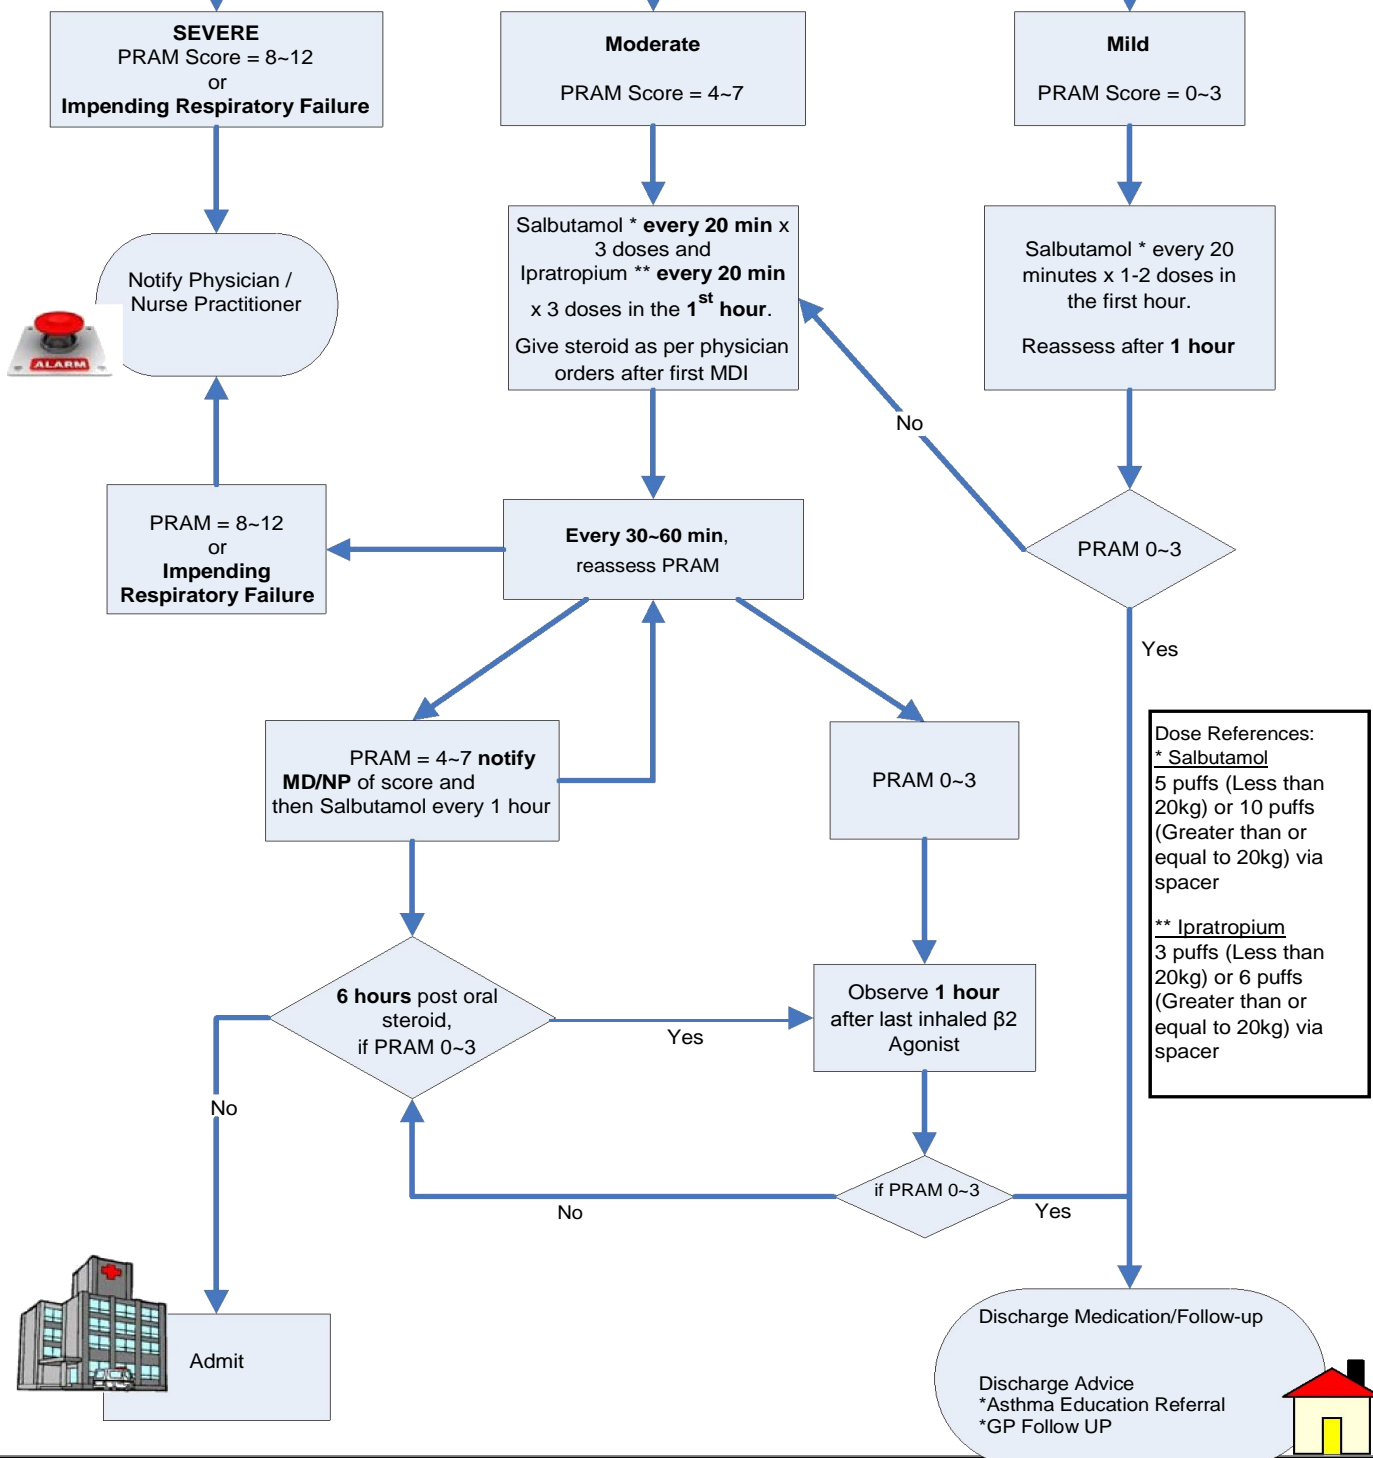 SEVERE
PRAM Score = 8~12
or
Impending Respiratory Failure
Moderate
PRAM Score = 4~7
Mild
PRAM Score = 0~3
Notify Physician /
Nurse Practitioner
ALARM
Salbutamol * every 20 min x
3 doses and
Ipratropium ** every 20 min
x 3 doses in the 1st hour.
Give steroid as per physician
orders after first MDI
Salbutamol * every 20
minutes x 1-2 doses in
the first hour.
Reassess after 1 hour
No
PRAM = 8~12
or
Impending
Respiratory Failure
Every 30~60 min,
reassess PRAM
PRAM 0~3
Yes
PRAM = 4~7 notify
MD/NP of score and
then Salbutamol every 1 hour
PRAM 0~3
Dose References:
* Salbutamol
5 puffs (Less than
20kg) or 10 puffs
(Greater than or
equal to 20kg) via
spacer
** Ipratropium
3 puffs (Less than
20kg) or 6 puffs
(Greater than or
equal to 20kg) via
spacer
6 hours post oral
steroid,
if PRAM 0~3
Yes
Observe 1 hour
after last inhaled β2
Agonist
No
if PRAM 0~3
No
Yes
Admit
Discharge Medication/Follow-up
Discharge Advice
*Asthma Education Referral
*GP Follow UP